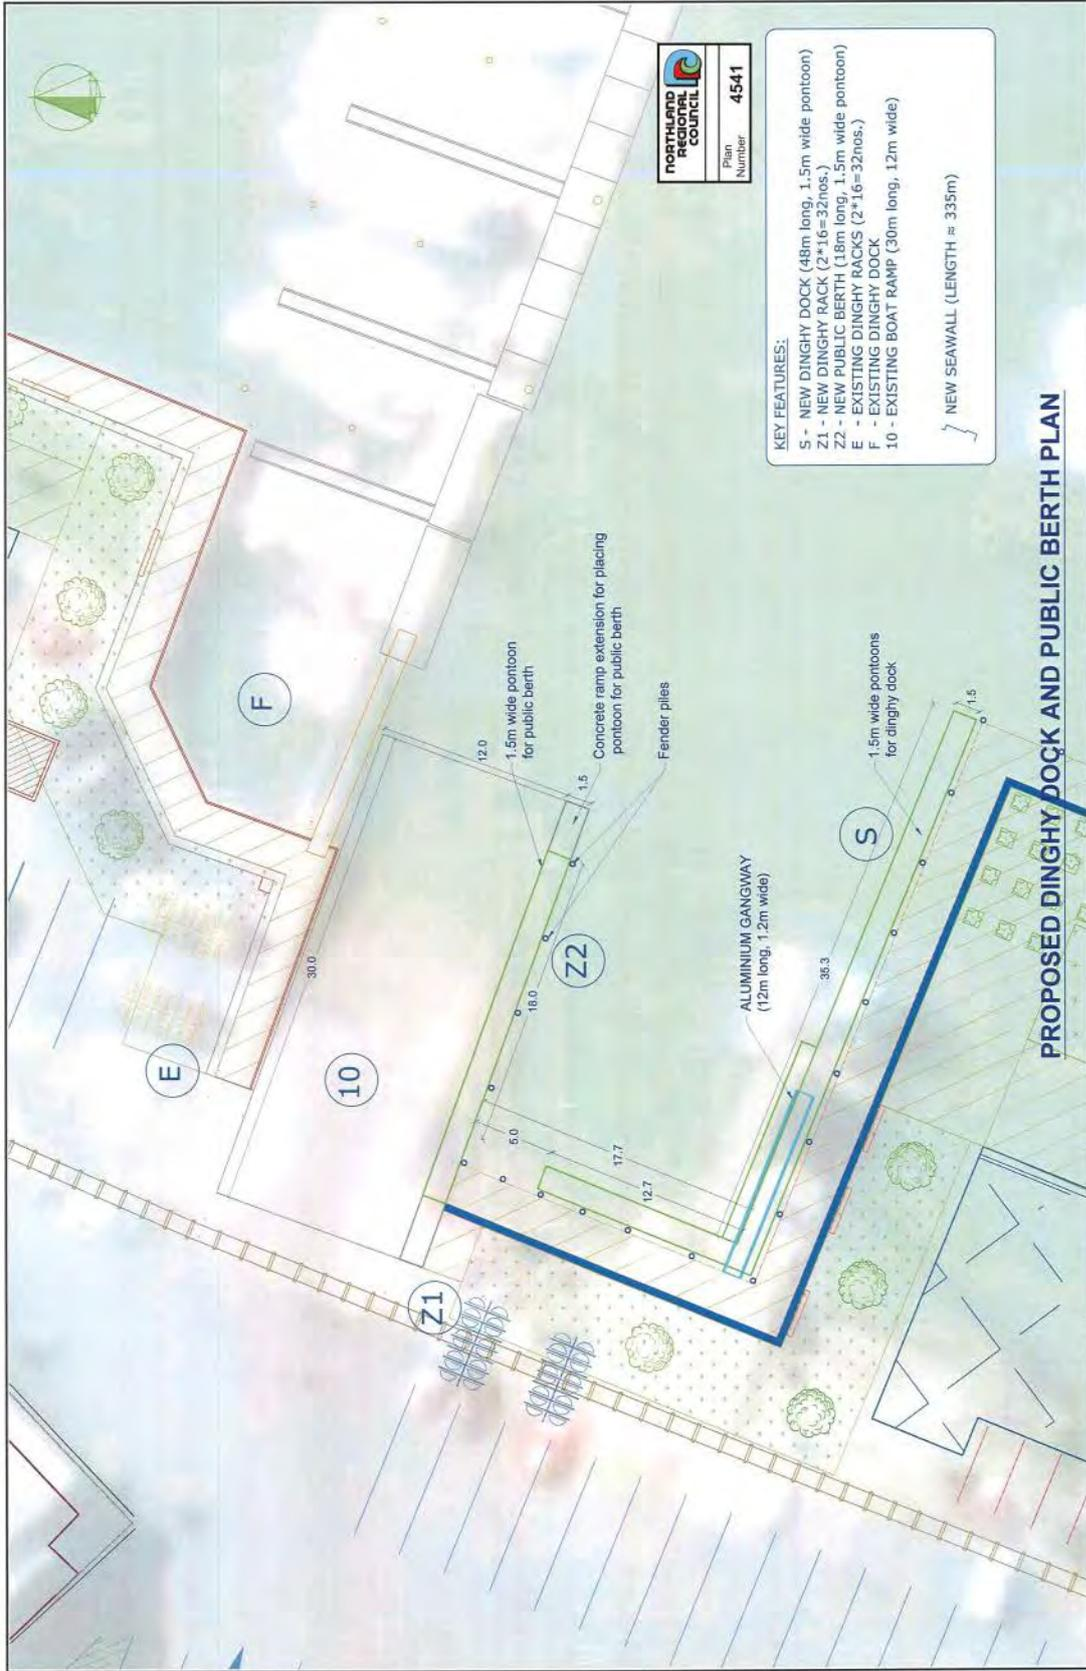 NORTHLAND
REGIONAL
COUNCIL
Plan
Number
4541
KEY FEATURES:
S - NEW DINGHY DOCK (48m long, 1.5m wide pontoon)
Z1 - NEW DINGHY RACK (2*16=32nos.)
Z2 - NEW PUBLIC BERTH (18m long, 1.5m wide pontoon)
E - EXISTING DINGHY RACKS (2*16=32nos.)
F - EXISTING DINGHY DOCK
10 - EXISTING BOAT RAMP (30m long, 12m wide)
NEW SEAWALL (LENGTH ≈ 335m)
F
E
10
30.0
12.0
1.5m wide pontoon
for public berth
1.5
Concrete ramp extension for placing
pontoon for public berth
Fender piles
Z2
18.0
5.0
17.7
12.7
Z1
ALUMINIUM GANGWAY
(12m long, 1.2m wide)
35.3
S
1.5m wide pontoons
for dinghy dock
1.5
PROPOSED DINGHY DOCK AND PUBLIC BERTH PLAN